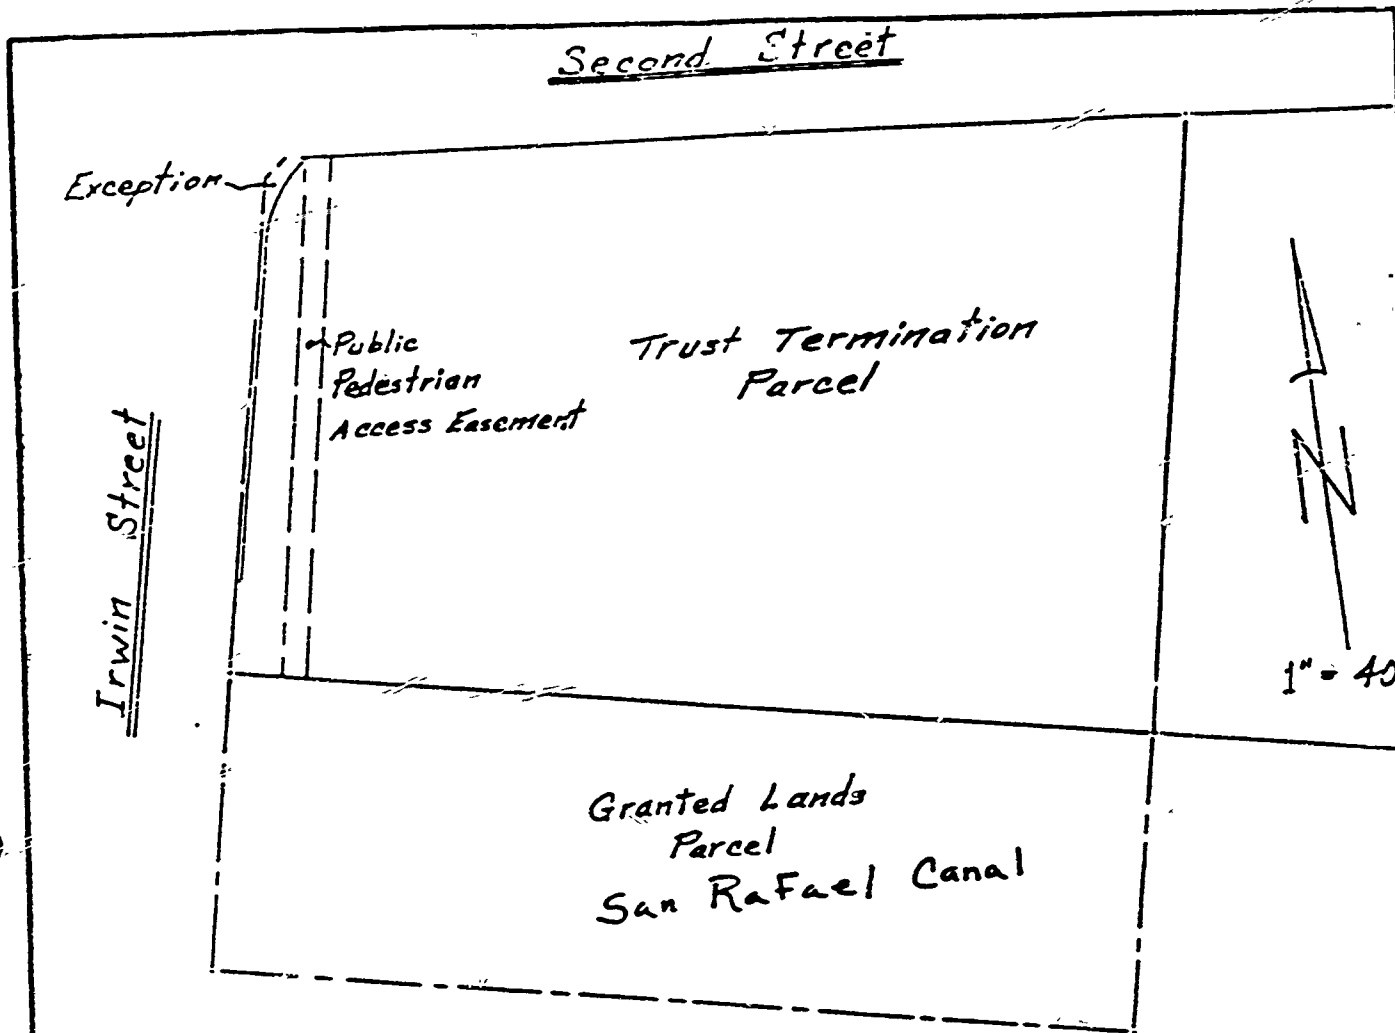 Second Street
Exception
Public
Pedestrian
Access Easement
Trust Termination
Parcel
Irwin Street
N
1" = 40
Granted Lands
Parcel
San Rafael Canal